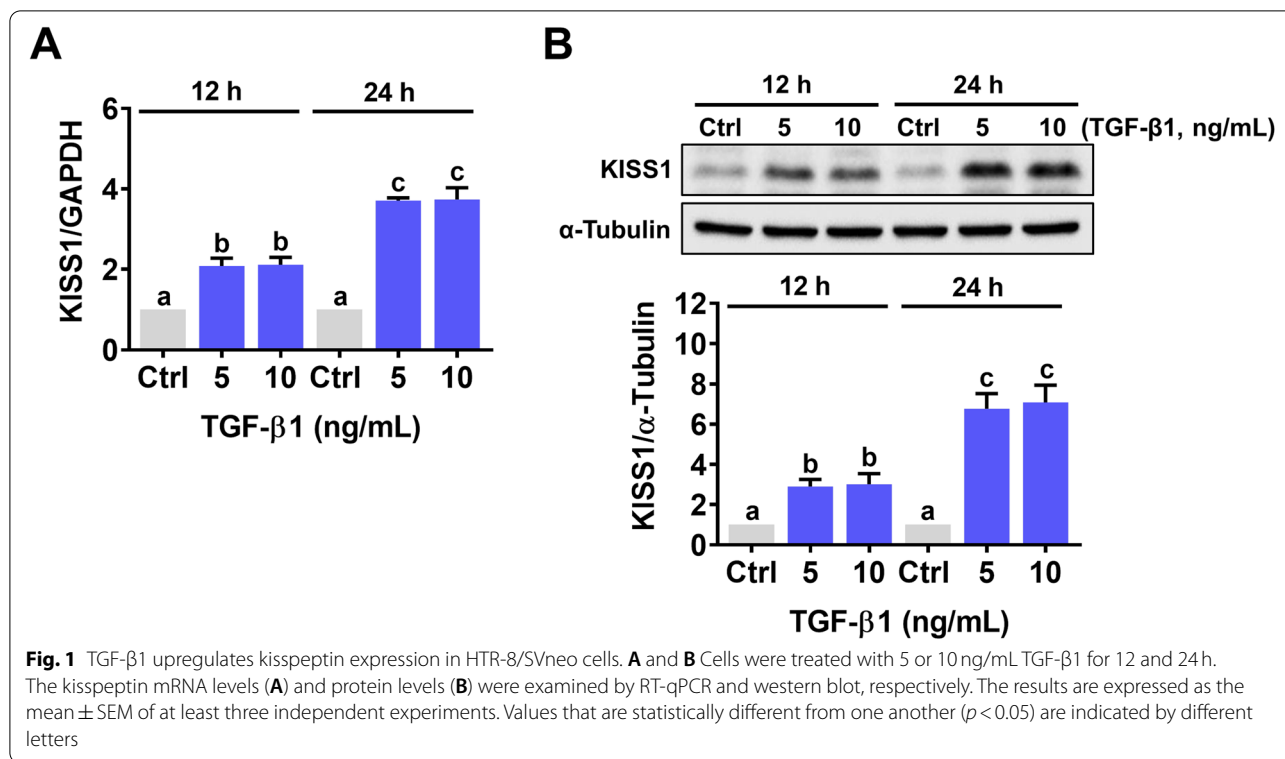 A
12 h 24 h
6
4
2
0
KISS1/GAPDH
a b b a c c
Ctrl 5 10 Ctrl 5 10
TGF-β1 (ng/mL)
B
12 h 24 h
Ctrl 5 10 Ctrl 5 10 (TGF-β1, ng/mL)
KISS1
α-Tubulin
12 h 24 h
12
10
8
6
4
2
0
KISS1/α-Tubulin
a b b a c c
Ctrl 5 10 Ctrl 5 10
TGF-β1 (ng/mL)
Fig. 1 TGF-β1 upregulates kisspeptin expression in HTR-8/SVneo cells. A and B Cells were treated with 5 or 10 ng/mL TGF-β1 for 12 and 24 h.
The kisspeptin mRNA levels (A) and protein levels (B) were examined by RT-qPCR and western blot, respectively. The results are expressed as the
mean ± SEM of at least three independent experiments. Values that are statistically different from one another (p < 0.05) are indicated by different
letters